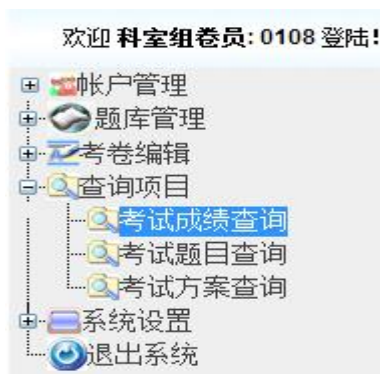 欢迎 科室组卷员: 0108 登陆!
帐户管理
题库管理
考卷编辑
查询项目
考试成绩查询
考试题目查询
考试方案查询
系统设置
退出系统